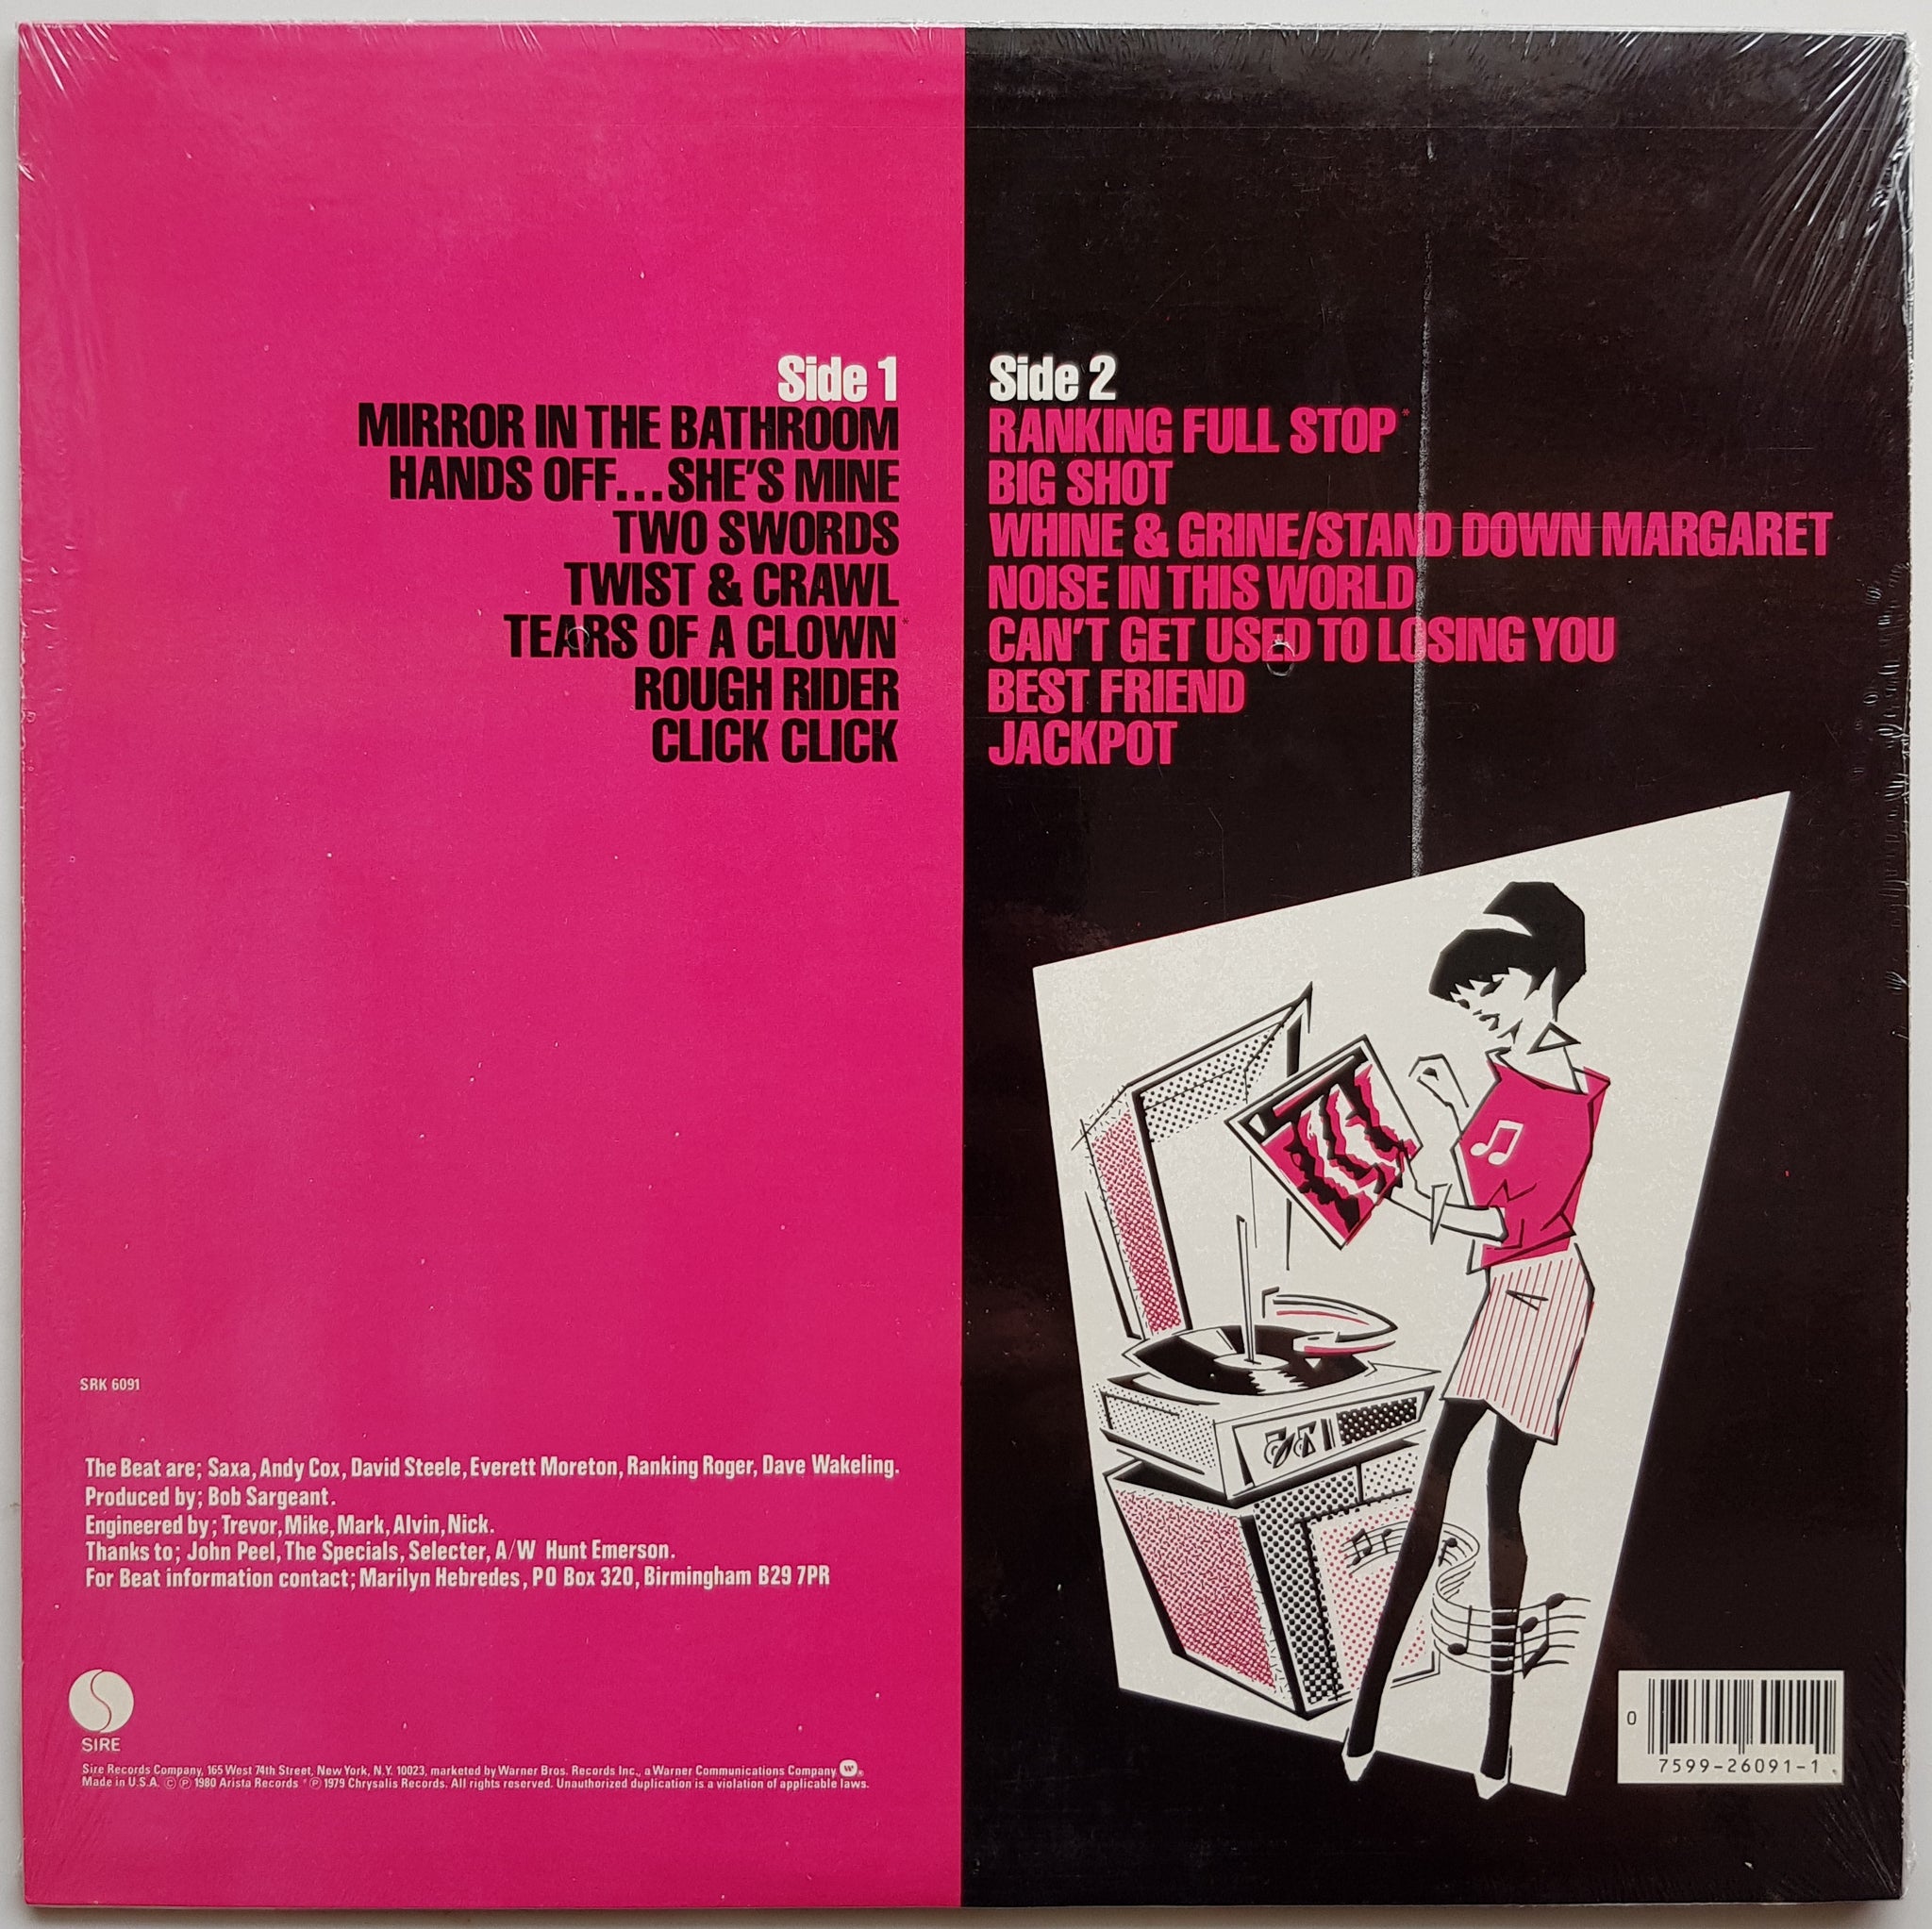 Side 1
MIRROR IN THE BATHROOM
HANDS OFF...SHE'S MINE
TWO SWORDS
TWIST & CRAWL
TEARS OF A CLOWN*
ROUGH RIDER
CLICK CLICK
Side 2
RANKING FULL STOP*
BIG SHOT
WHINE & GRINE/STAND DOWN MARGARET
NOISE IN THIS WORLD
CAN'T GET USED TO LOSING YOU
BEST FRIEND
JACKPOT
SRK 6091
The Beat are; Saxa, Andy Cox, David Steele, Everett Moreton, Ranking Roger, Dave Wakeling.
Produced by; Bob Sargeant.
Engineered by; Trevor, Mike, Mark, Alvin, Nick.
Thanks to; John Peel, The Specials, Selecter, A/W Hunt Emerson.
For Beat information contact; Marilyn Hebredes, PO Box 320, Birmingham B29 7PR
SIRE
Sire Records Company, 165 West 74th Street, New York, N.Y. 10023, marketed by Warner Bros. Records Inc., a Warner Communications Company.
Made in U.S.A. © ℗ 1980 Arista Records *℗ 1979 Chrysalis Records. All rights reserved. Unauthorized duplication is a violation of applicable laws.
0
7599-26091-1